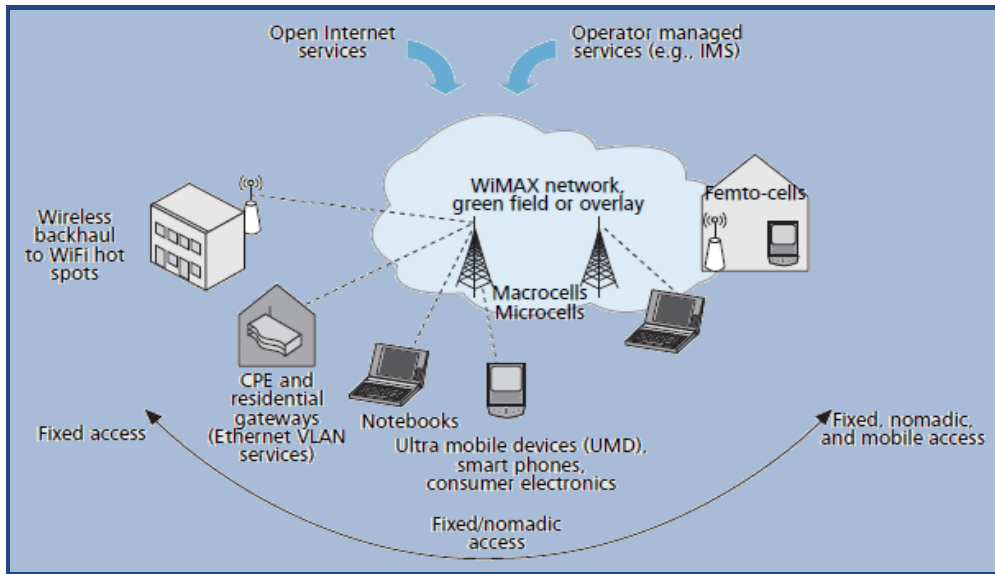 Open Internet
services
Operator managed
services (e.g., IMS)
WiMAX network,
green field or overlay
Femto-cells
Wireless
backhaul
to WiFi hot
spots
Macrocells
Microcells
CPE and
residential
gateways
(Ethernet VLAN
services)
Notebooks
Ultra mobile devices (UMD),
smart phones,
consumer electronics
Fixed access
Fixed, nomadic,
and mobile access
Fixed/nomadic
access